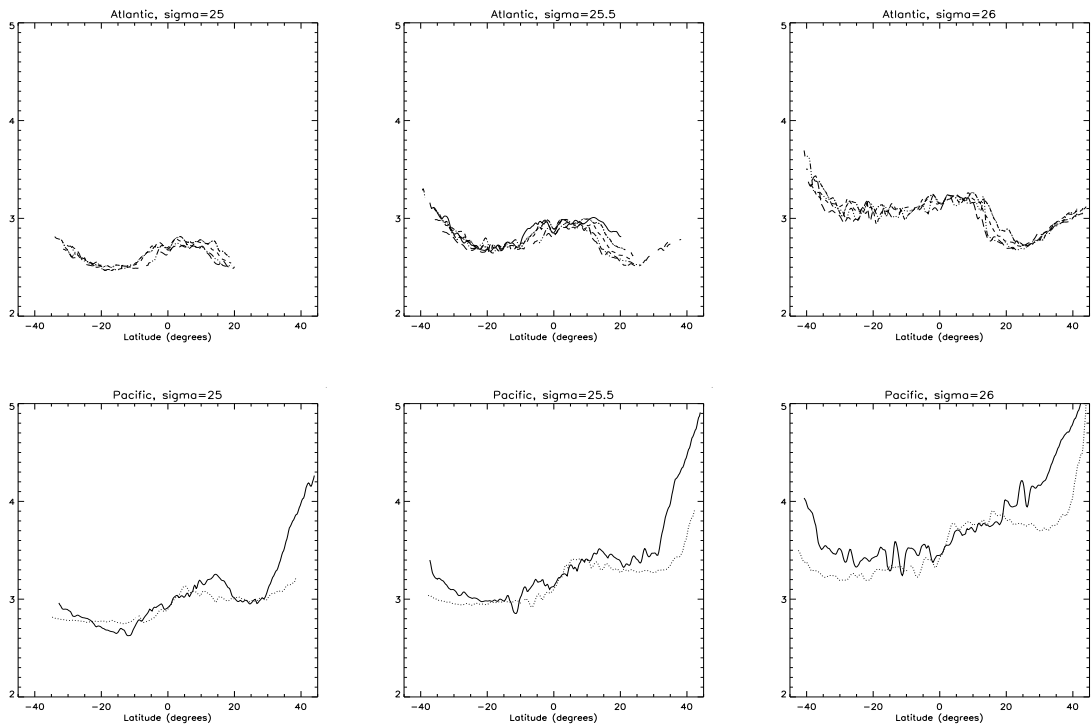 Atlantic, sigma=25
5
4
3
2
−40 −20 0 20 40
Latitude (degrees)
Atlantic, sigma=25.5
5
4
3
2
−40 −20 0 20 40
Latitude (degrees)
Atlantic, sigma=26
5
4
3
2
−40 −20 0 20 40
Latitude (degrees)
Pacific, sigma=25
5
4
3
2
−40 −20 0 20 40
Latitude (degrees)
Pacific, sigma=25.5
5
4
3
2
−40 −20 0 20 40
Latitude (degrees)
Pacific, sigma=26
5
4
3
2
−40 −20 0 20 40
Latitude (degrees)